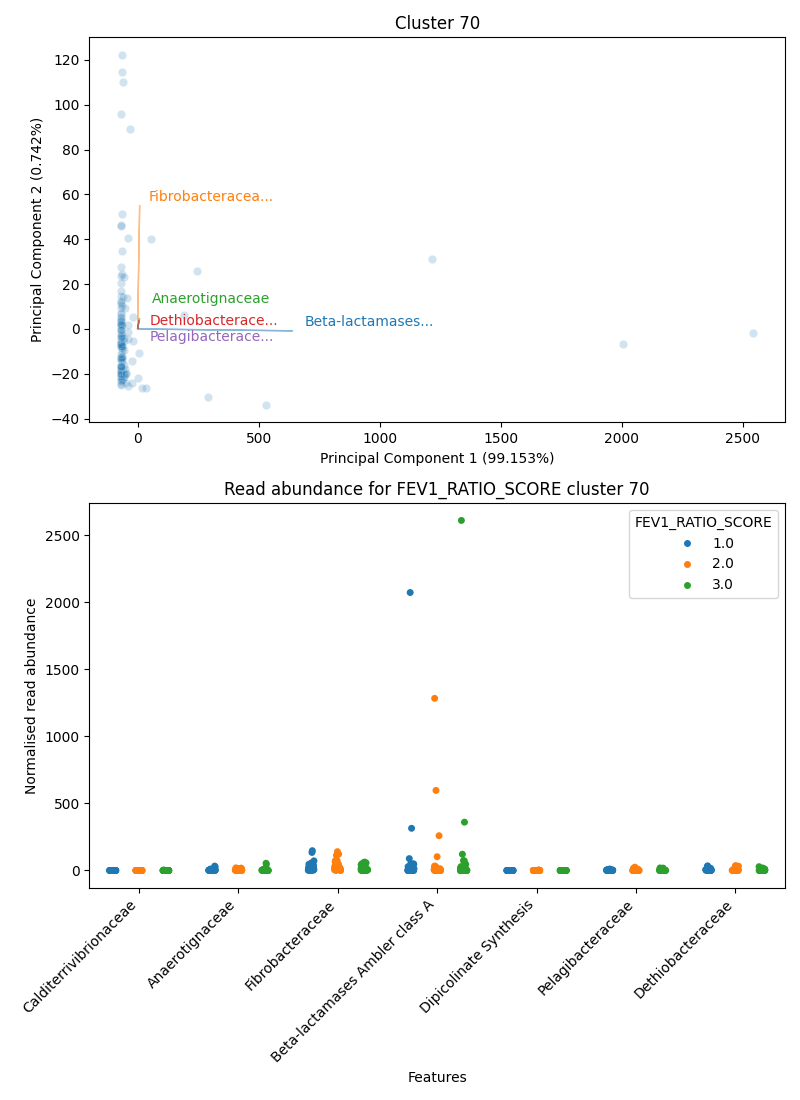 Cluster 70
Principal Component 2 (0.742%)
120
100
80
60
40
20
0
−20
−40
Fibrobacteracea...
Anaerotignaceae
Dethiobacterace...
Beta-lactamases...
Pelagibacterace...
0
500
1000
1500
2000
2500
Principal Component 1 (99.153%)
Read abundance for FEV1_RATIO_SCORE cluster 70
Normalised read abundance
2500
2000
1500
1000
500
0
FEV1_RATIO_SCORE
1.0
2.0
3.0
Calditerrivibrionaceae
Anaerotignaceae
Fibrobacteraceae
Beta-lactamases Ambler class A
Dipicolinate Synthesis
Pelagibacteraceae
Dethiobacteraceae
Features